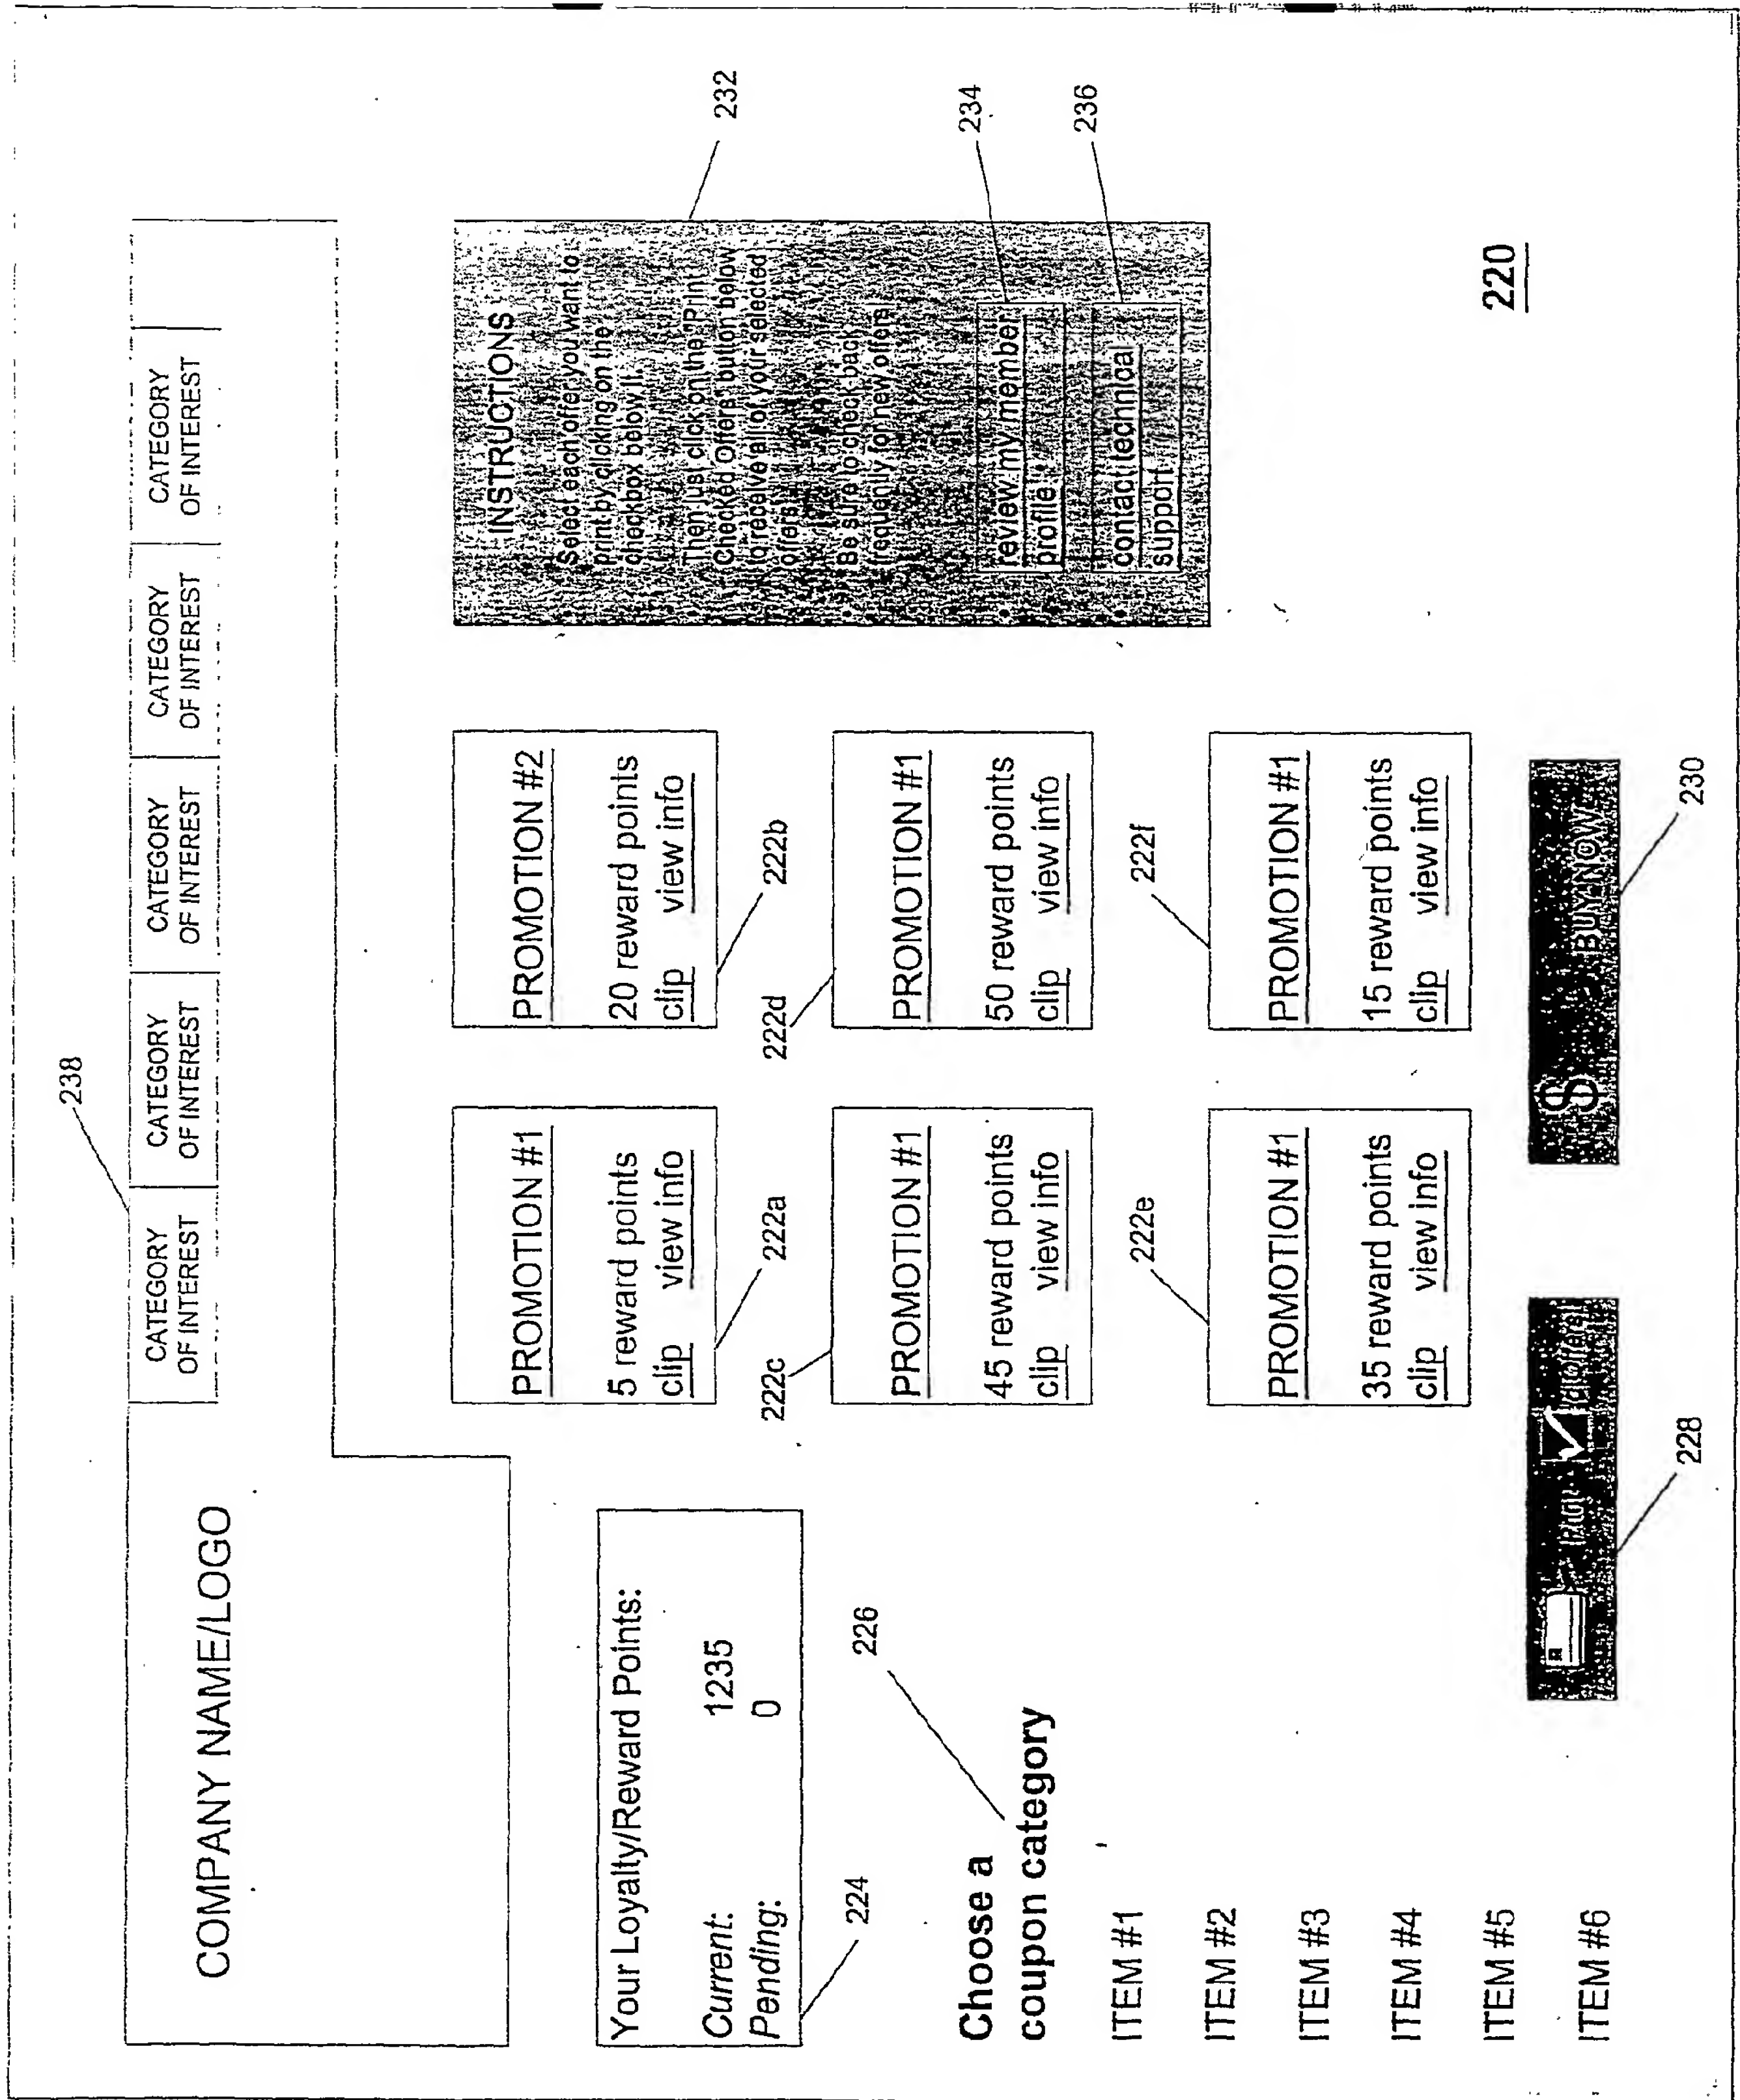 238
CATEGORY
OF INTEREST
CATEGORY
OF INTEREST
CATEGORY
OF INTEREST
CATEGORY
OF INTEREST
CATEGORY
OF INTEREST
COMPANY NAME/LOGO
Your Loyalty/Reward Points:
Current: 1235
Pending: 0
224
226
Choose a
coupon category
ITEM #1
ITEM #2
ITEM #3
ITEM #4
ITEM #5
ITEM #6
PROMOTION #1
5 reward points
clip view info
222a
PROMOTION #2
20 reward points
clip view info
222b
222c
PROMOTION #1
45 reward points
clip view info
222d
PROMOTION #1
50 reward points
clip view info
222e
PROMOTION #1
35 reward points
clip view info
222f
PROMOTION #1
15 reward points
clip view info
INSTRUCTIONS
Select each offer you want to
print by clicking on the
checkbox below
Then just click on the "Print
Checked offers" button below
to receive all of your selected
offers
Be sure to check back
frequently for new offers
review my member
profile
contact technical
support
232
234
236
Print offers
228
$ BUY NOW
230
220